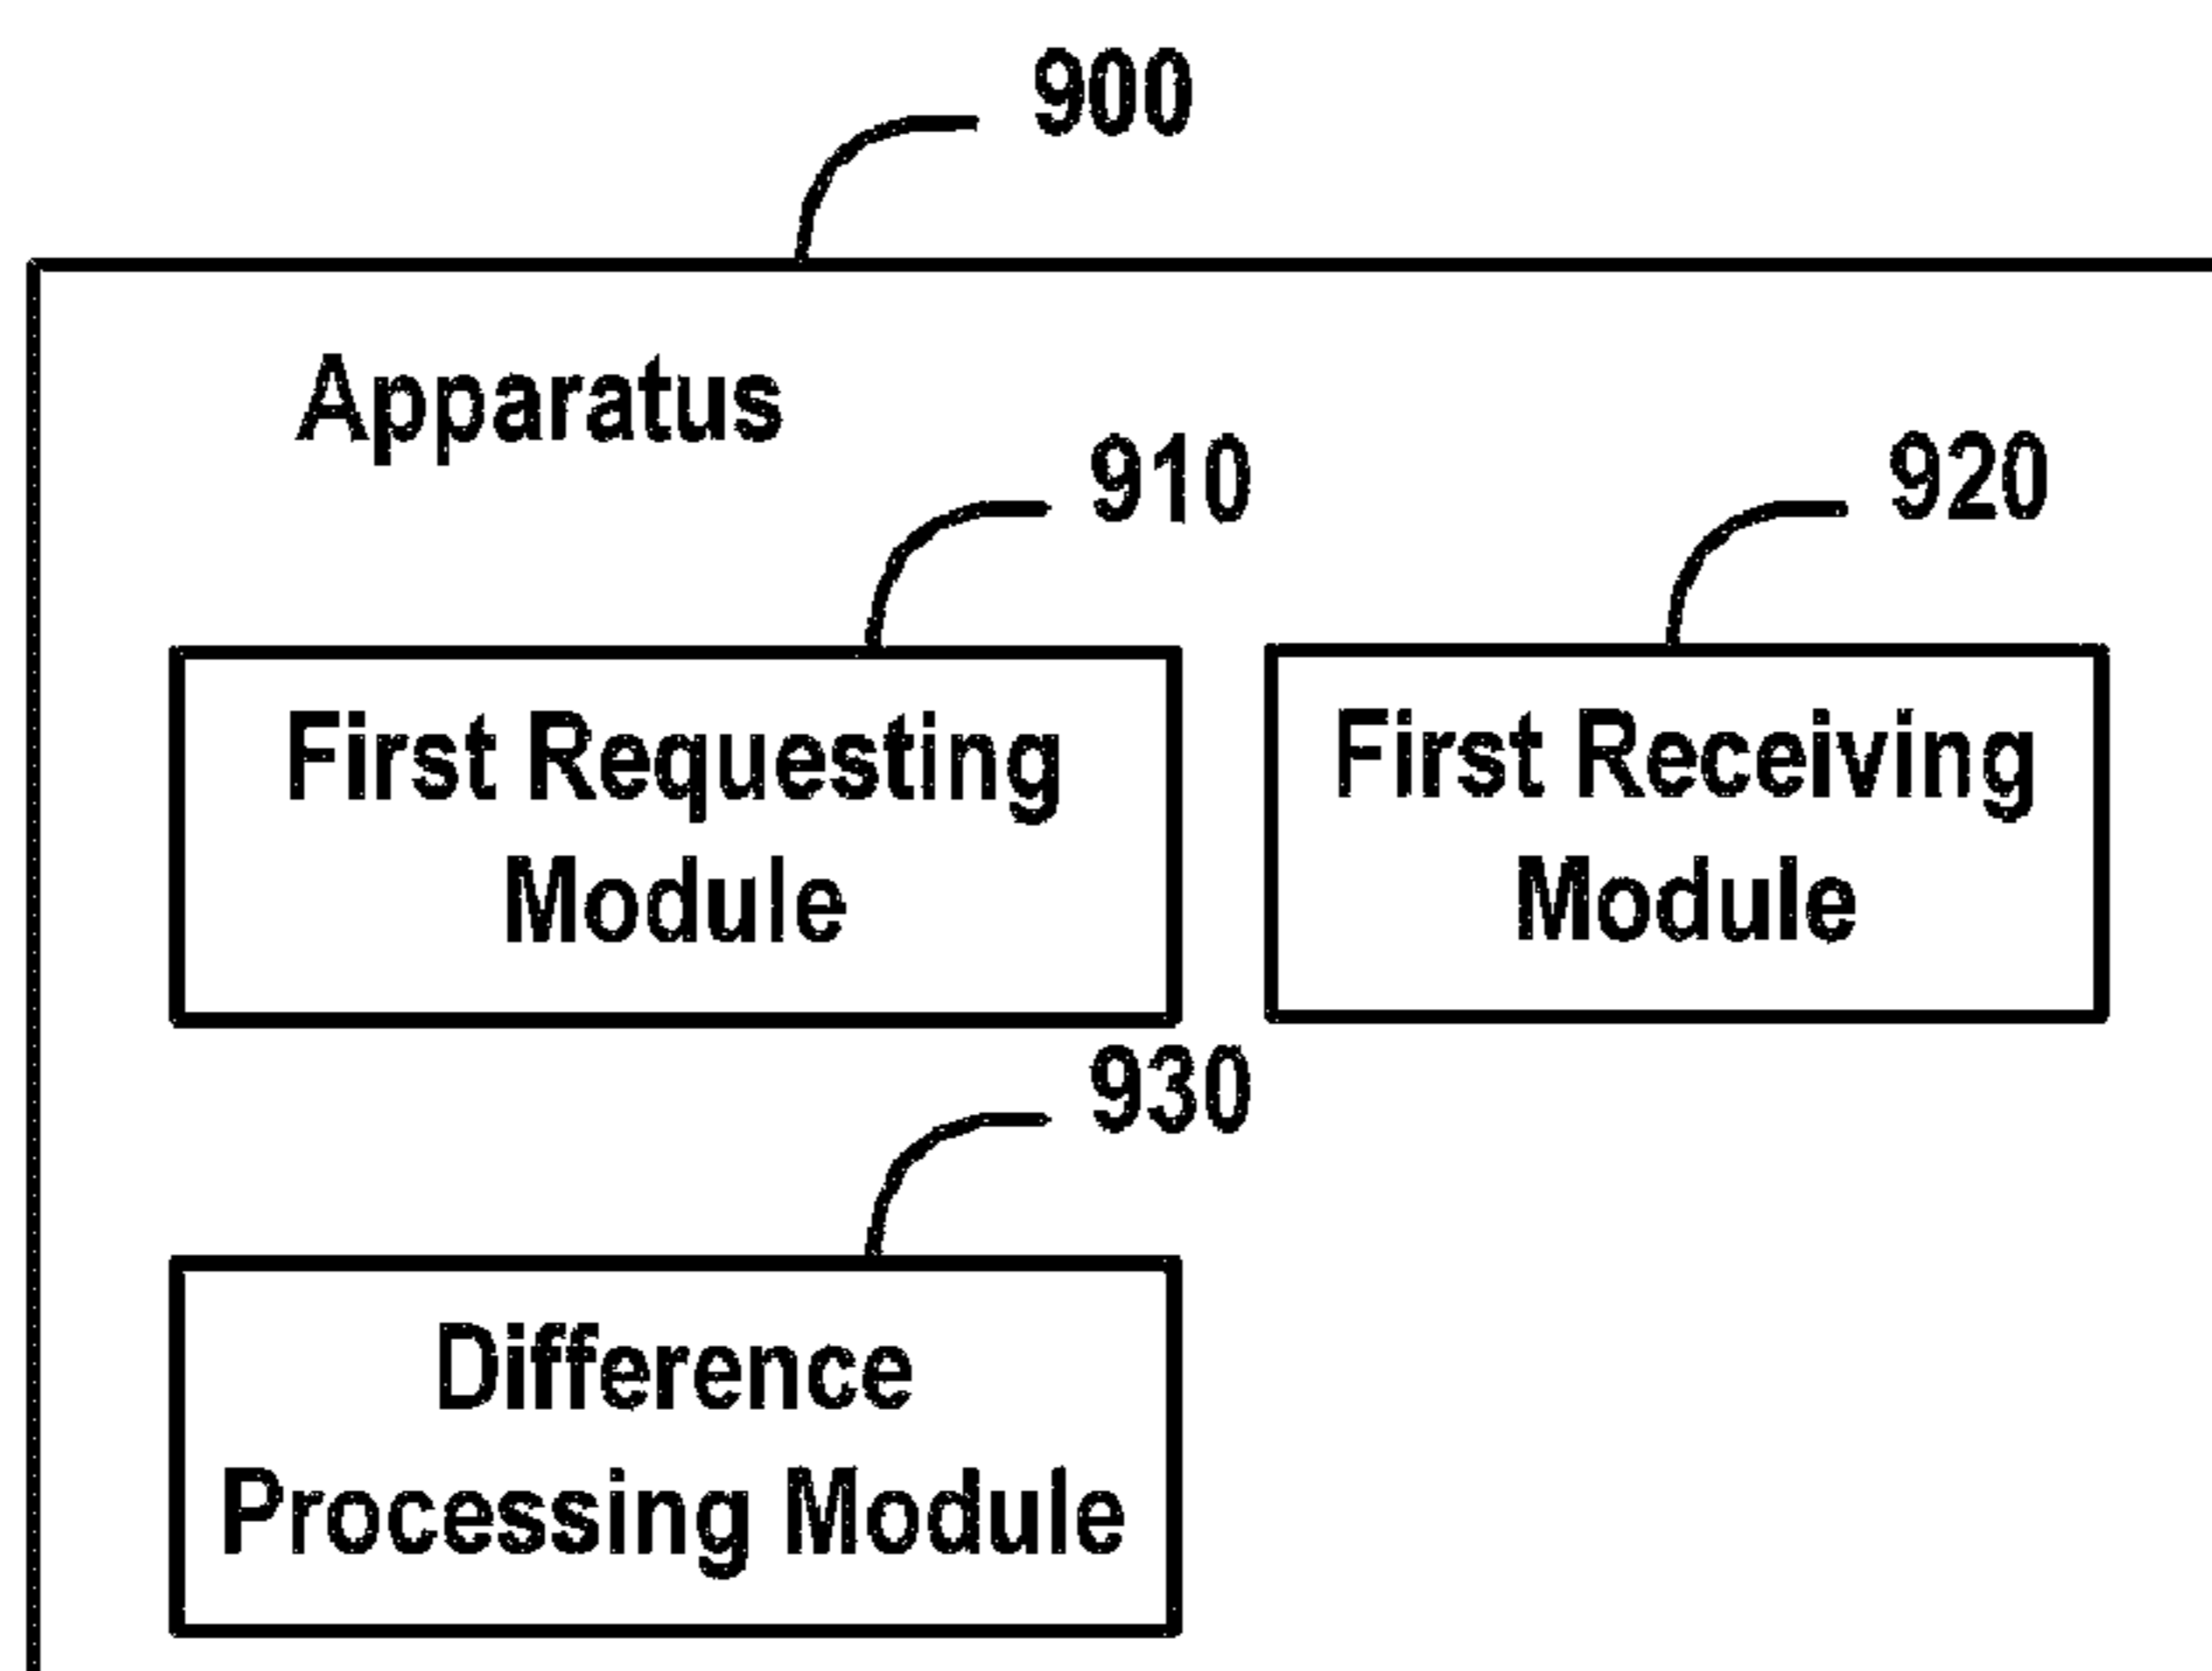 900
Apparatus
910
920
First Requesting
Module
First Receiving
Module
930
Difference
Processing Module